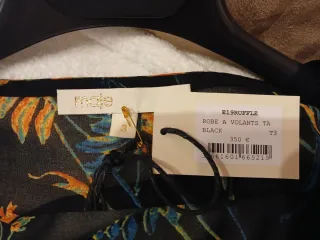 maje
E19ROFFLE
ROBE A VOLANTS TA
BLACK T3
350 €